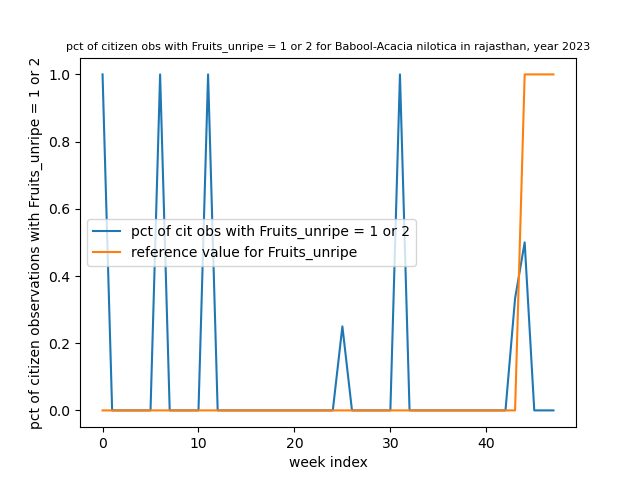 pct of citizen obs with Fruits_unripe = 1 or 2 for Babool-Acacia nilotica in rajasthan, year 2023
pct of citizen observations with Fruits_unripe = 1 or 2
1.0
0.8
0.6
0.4
0.2
0.0
pct of cit obs with Fruits_unripe = 1 or 2
reference value for Fruits_unripe
0 10 20 30 40
week index